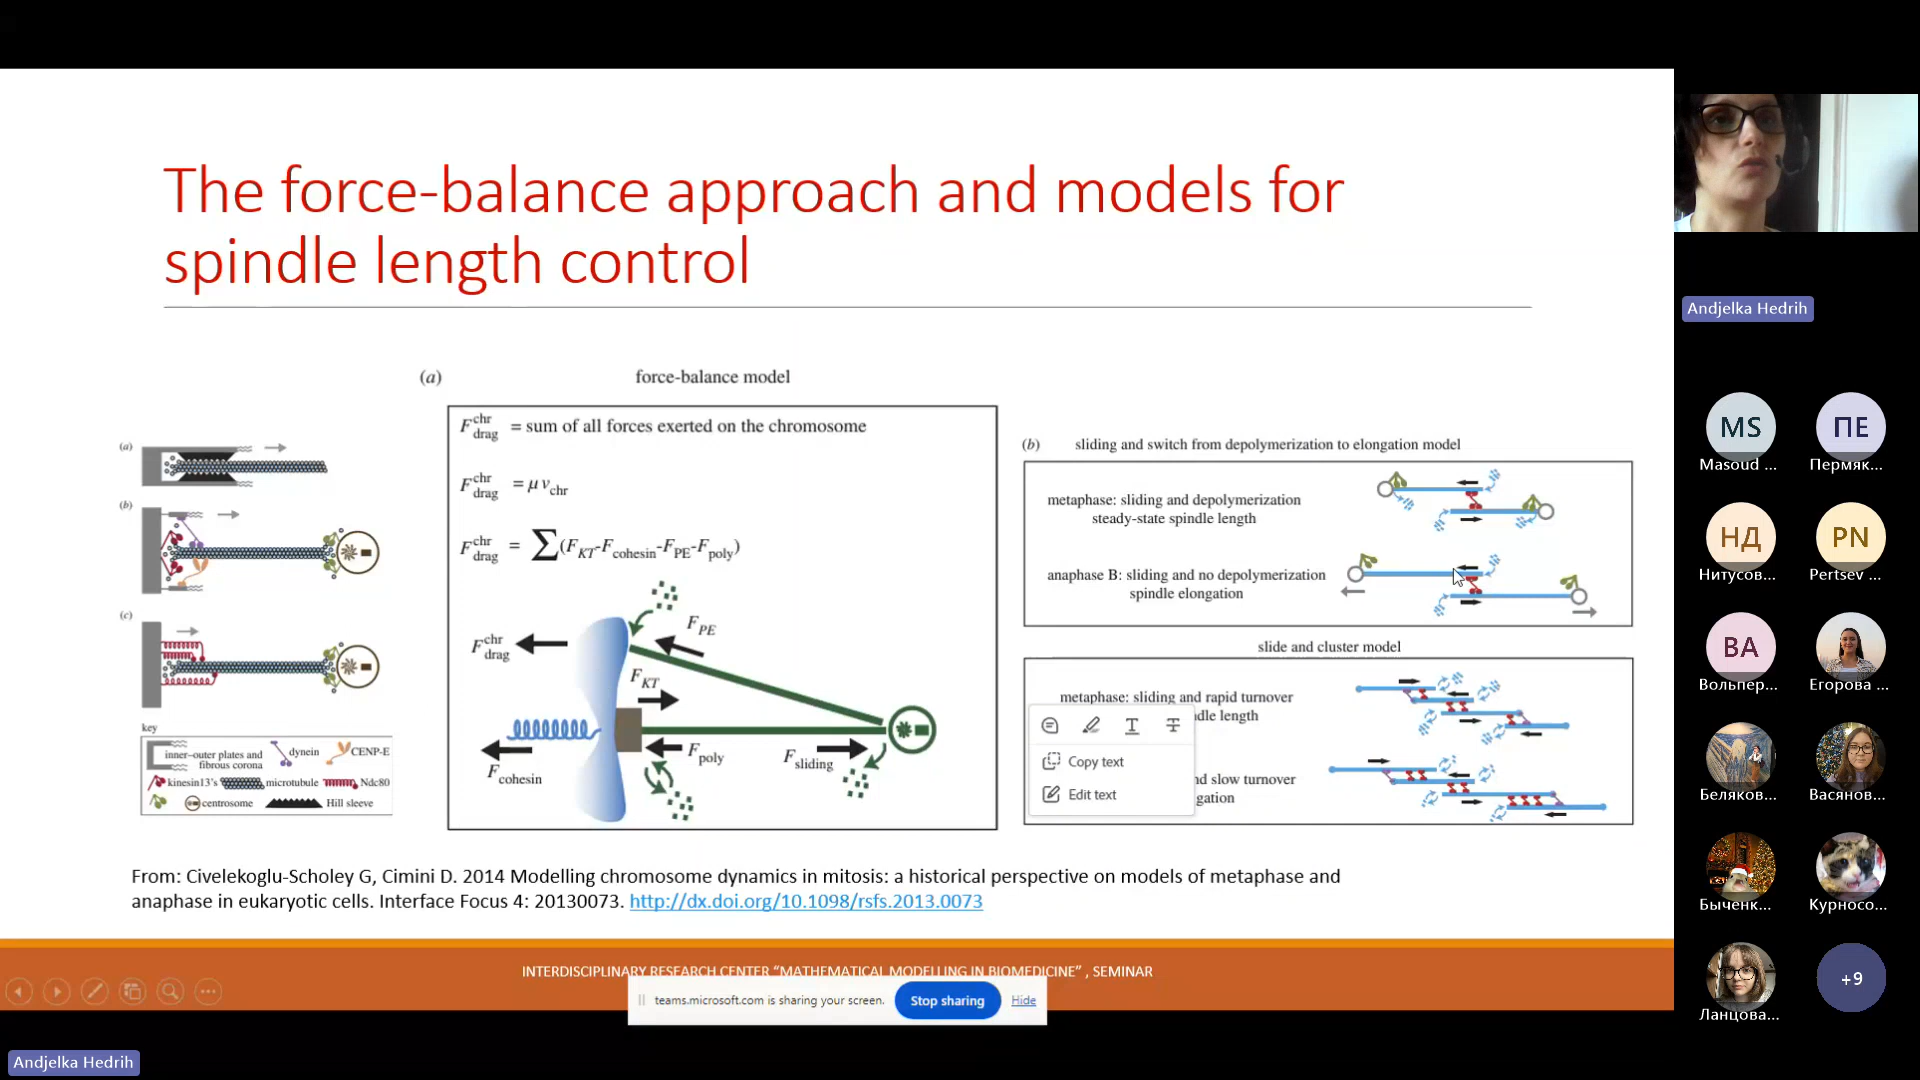 The force-balance approach and models for
spindle length control
(a)
(b)
(c)
key
inner–outer plates and
fibrous corona
dynein
CENP-E
kinesin13's
microtubule
Ndc80
centrosome
Hill sleeve
(a) force-balance model
F chr drag = sum of all forces exerted on the chromosome
F chr drag = μ v chr
F chr drag = ∑(F KT-F cohesin-F PE-F poly)
F PE
F chr drag
F KT
F poly
F sliding
F cohesin
(b) sliding and switch from depolymerization to elongation model
metaphase: sliding and depolymerization
steady-state spindle length
anaphase B: sliding and no depolymerization
spindle elongation
slide and cluster model
metaphase: sliding and rapid turnover
dle length
nd slow turnover
gation
Copy text
Edit text
From: Civelekoglu-Scholey G, Cimini D. 2014 Modelling chromosome dynamics in mitosis: a historical perspective on models of metaphase and
anaphase in eukaryotic cells. Interface Focus 4: 20130073. http://dx.doi.org/10.1098/rsfs.2013.0073
INTERDISCIPLINARY RESEARCH CENTER “MATHEMATICAL MODELLING IN BIOMEDICINE” , SEMINAR
teams.microsoft.com is sharing your screen.
Stop sharing
Hide
Andjelka Hedrih
Andjelka Hedrih
MS
ПЕ
Masoud ...
Пермяк...
НД
PN
Нитусов...
Pertsev ...
ВА
Вольпер...
Егорова ...
Беляков...
Васянов...
Быченк...
Курносо...
Ланцова...
+9